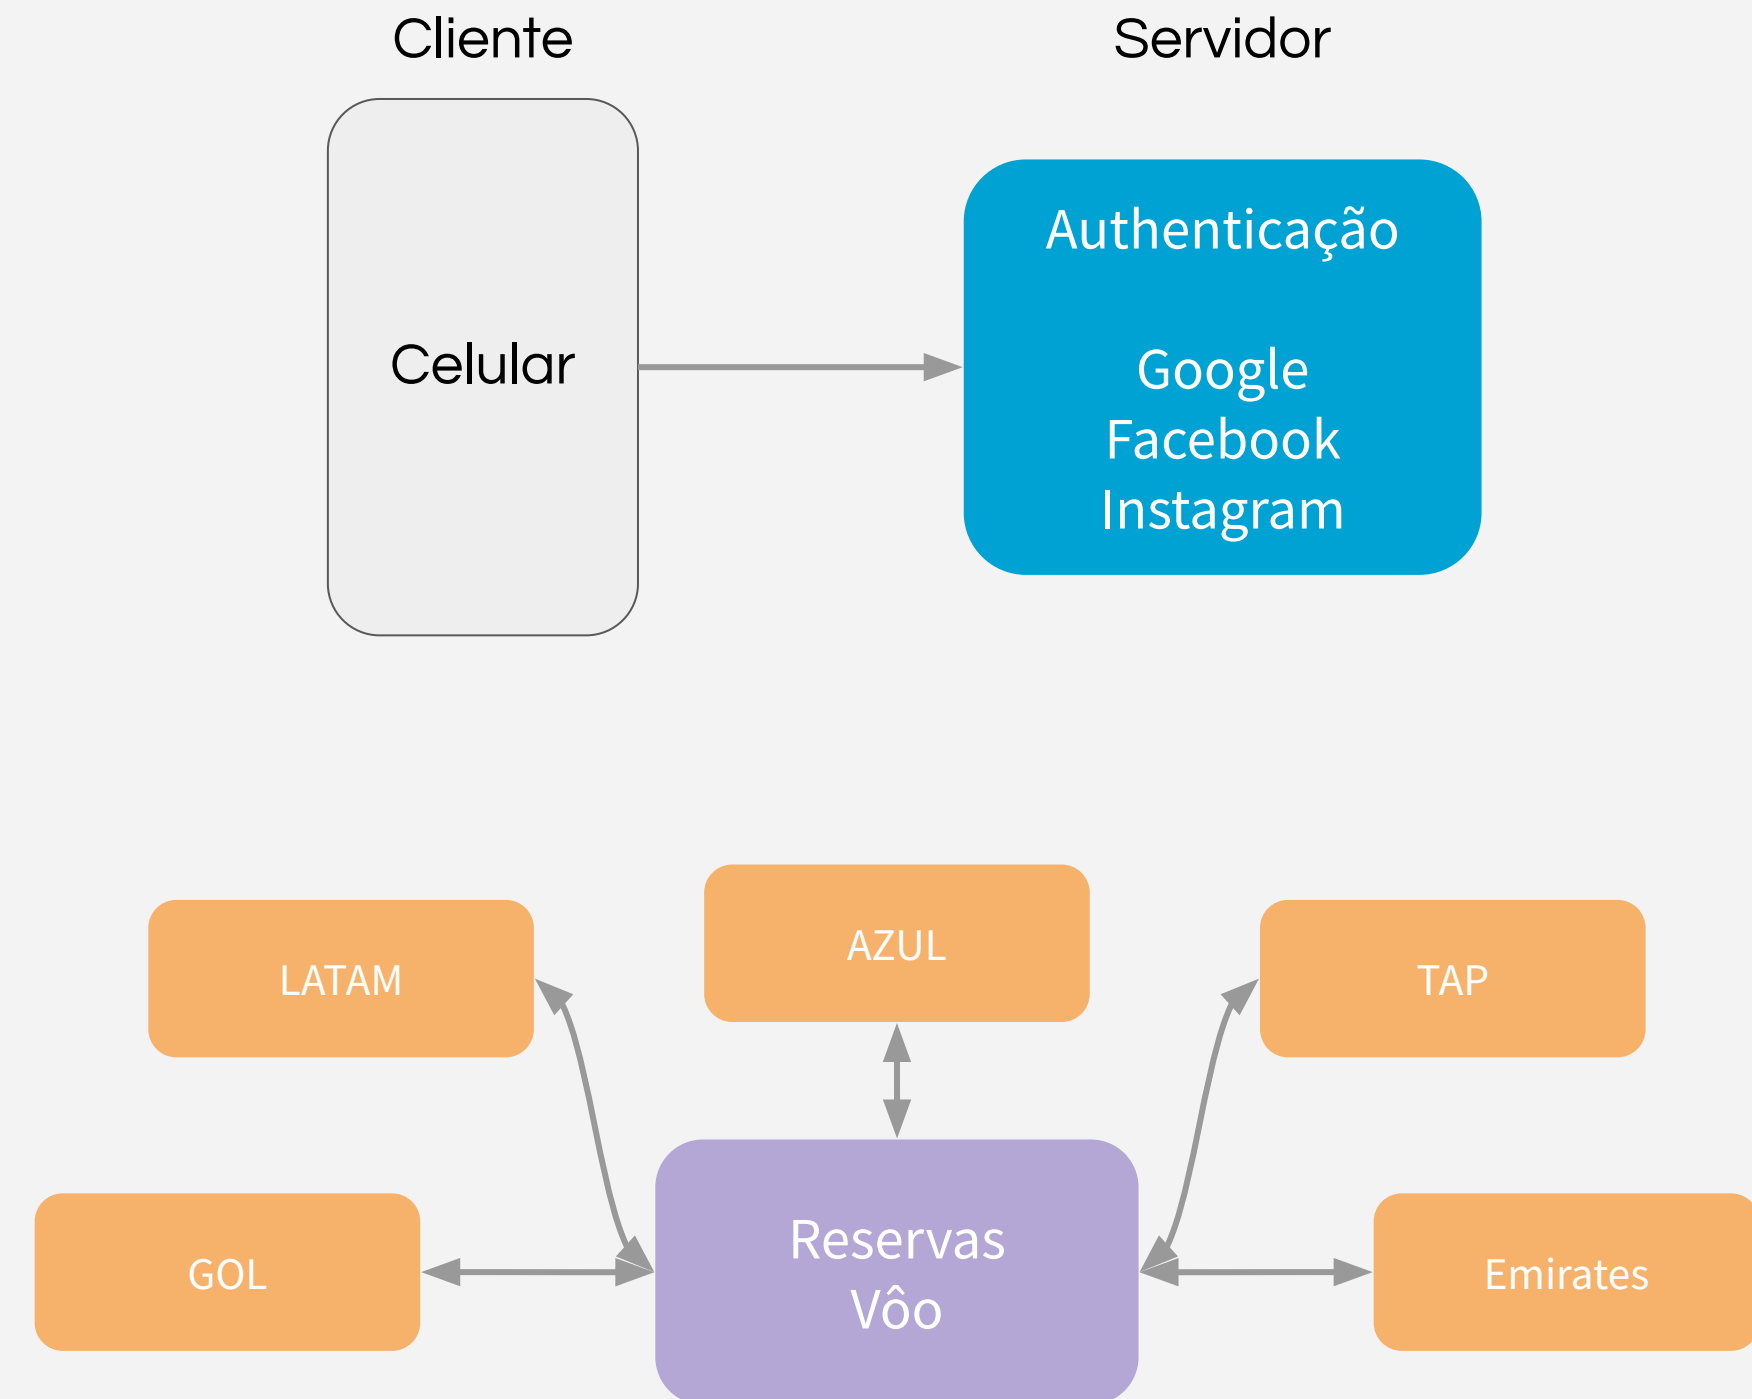 Cliente
Servidor
Celular
Authenticação
Google
Facebook
Instagram
LATAM
AZUL
TAP
GOL
Reservas
Vôo
Emirates